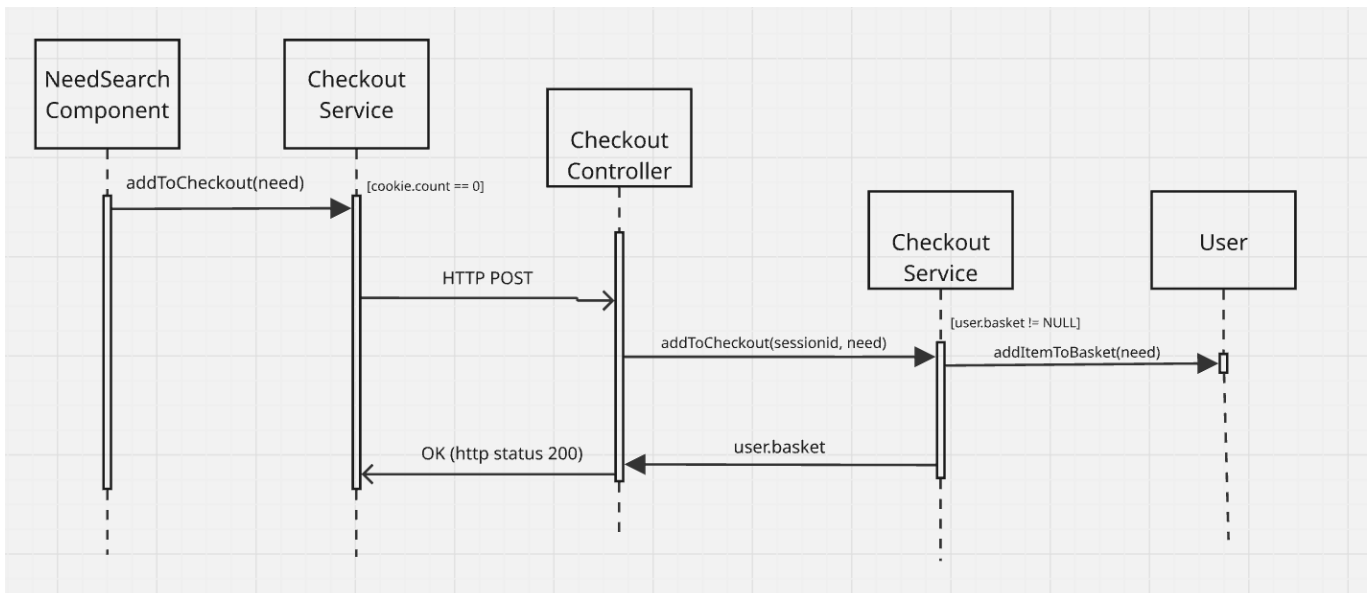 NeedSearch
Component
Checkout
Service
Checkout
Controller
Checkout
Service
User
addToCheckout(need)
[cookie.count == 0]
HTTP POST
[user.basket != NULL]
addToCheckout(sessionid, need)
addItemToBasket(need)
OK (http status 200)
user.basket